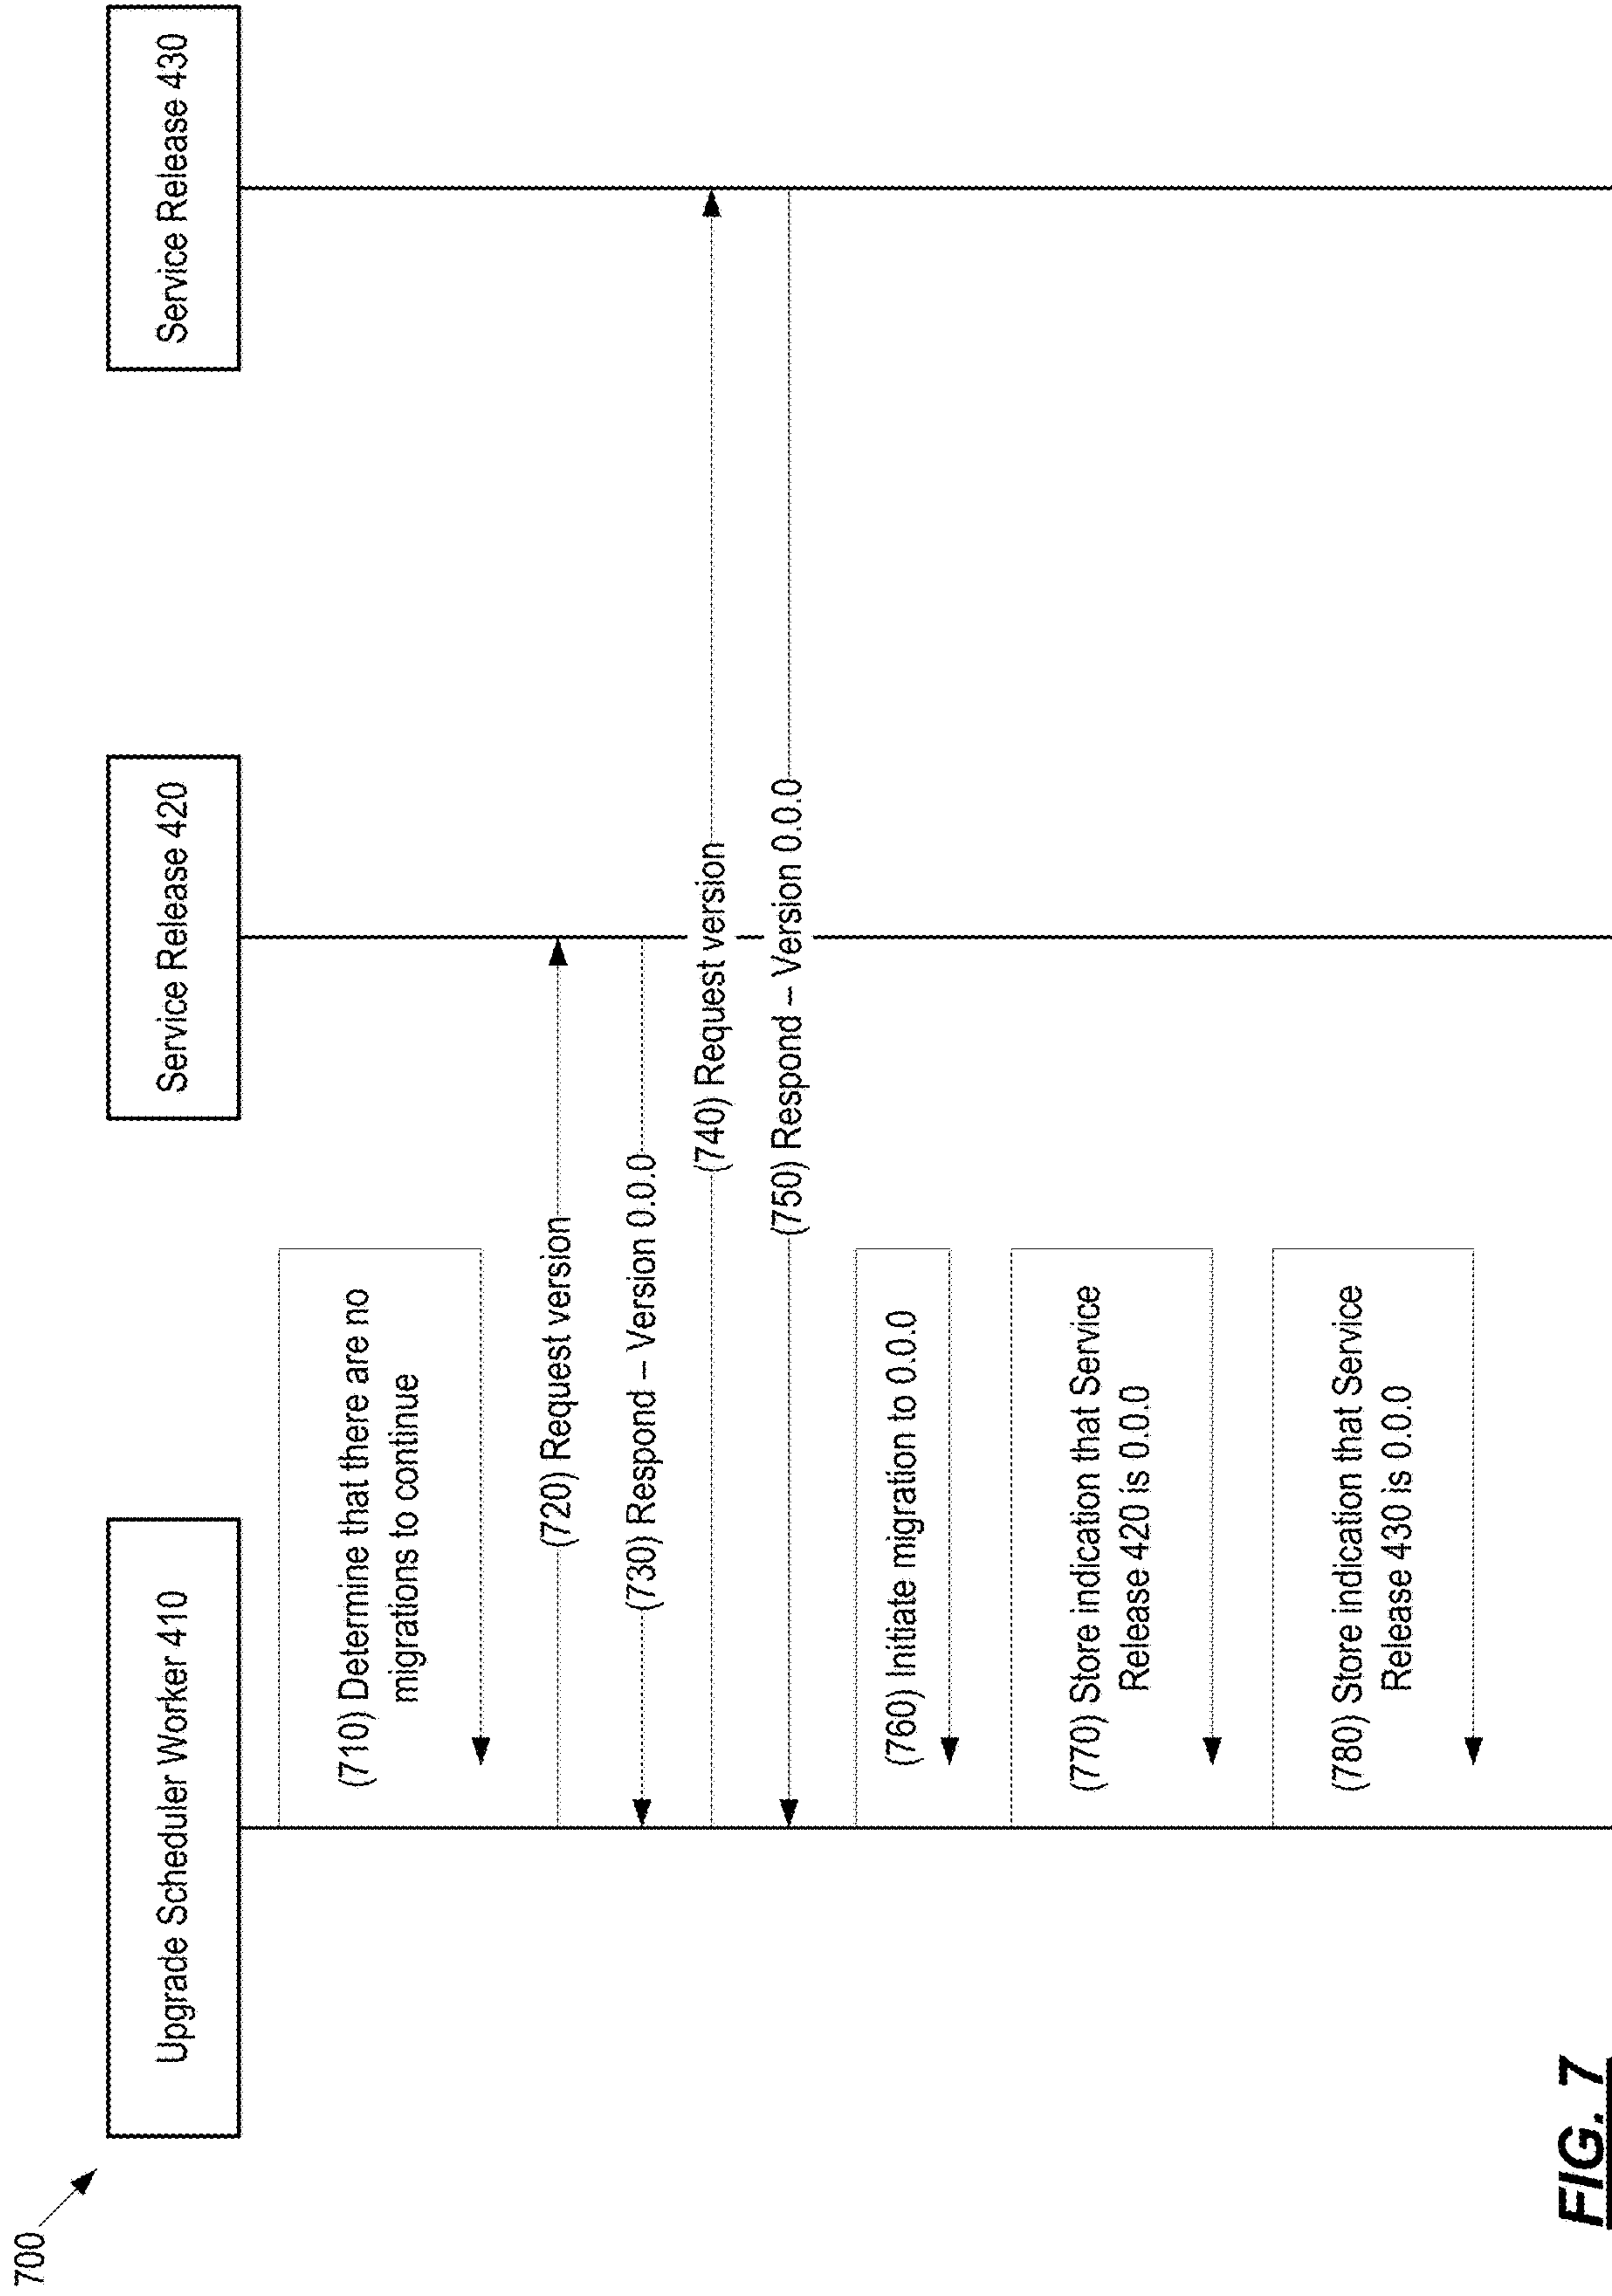 700
Upgrade Scheduler Worker 410
Service Release 420
Service Release 430
(710) Determine that there are no
migrations to continue
(720) Request version
(730) Respond – Version 0.0.0
(740) Request version
(750) Respond – Version 0.0.0
(760) Initiate migration to 0.0.0
(770) Store indication that Service
Release 420 is 0.0.0
(780) Store indication that Service
Release 430 is 0.0.0
FIG. 7